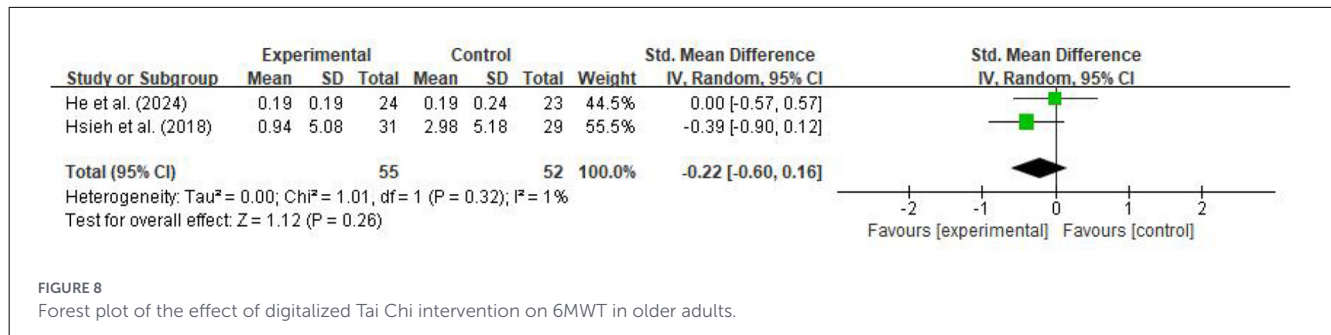 Experimental Control Std. Mean Difference Std. Mean Difference
Study or Subgroup Mean SD Total Mean SD Total Weight IV, Random, 95% CI IV, Random, 95% CI
He et al. (2024) 0.19 0.19 24 0.19 0.24 23 44.5% 0.00 [-0.57, 0.57]
Hsieh et al. (2018) 0.94 5.08 31 2.98 5.18 29 55.5% -0.39 [-0.90, 0.12]
Total (95% CI) 55 52 100.0% -0.22 [-0.60, 0.16]
Heterogeneity: Tau² = 0.00; Chi² = 1.01, df = 1 (P = 0.32); I² = 1%
Test for overall effect: Z = 1.12 (P = 0.26)
-2 -1 0 1 2
Favours [experimental] Favours [control]
FIGURE 8
Forest plot of the effect of digitalized Tai Chi intervention on 6MWT in older adults.